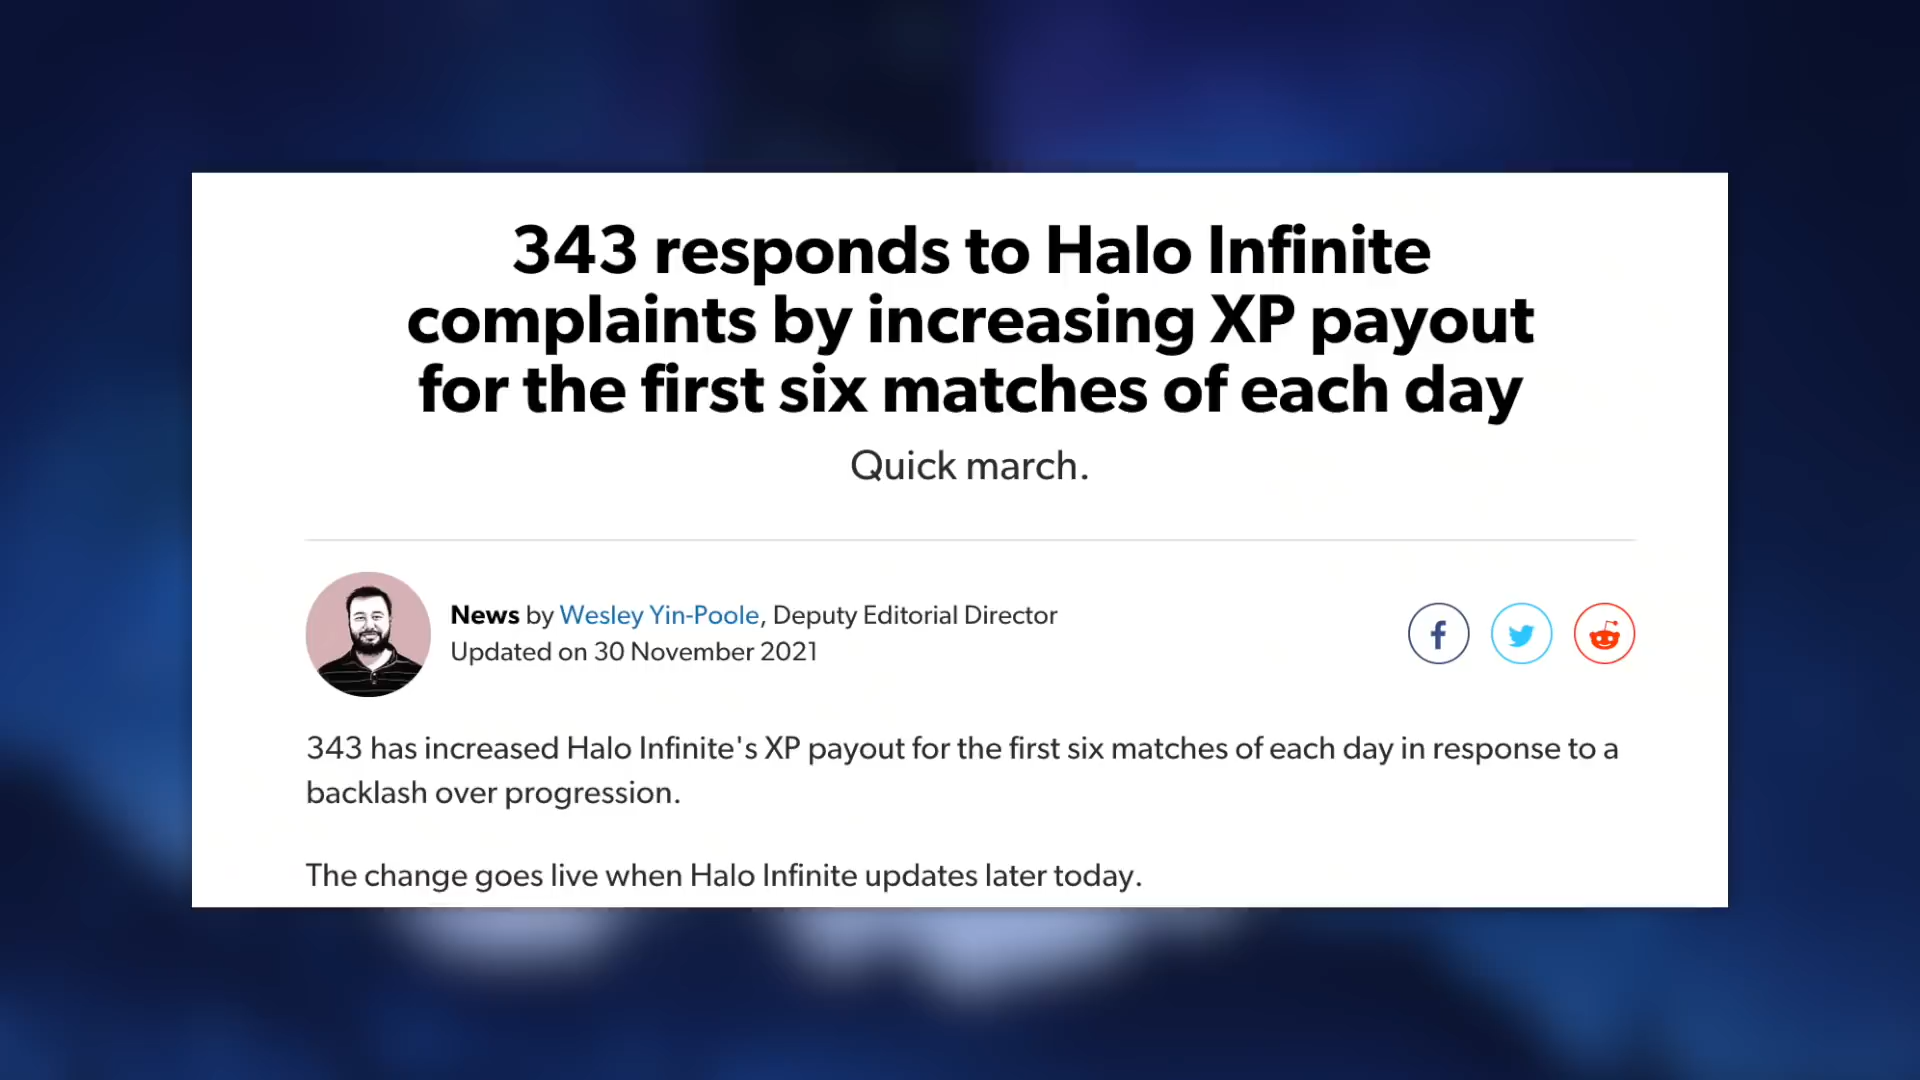 343 responds to Halo Infinite
complaints by increasing XP payout
for the first six matches of each day
Quick march.
News by Wesley Yin-Poole, Deputy Editorial Director
Updated on 30 November 2021
343 has increased Halo Infinite's XP payout for the first six matches of each day in response to a
backlash over progression.
The change goes live when Halo Infinite updates later today.